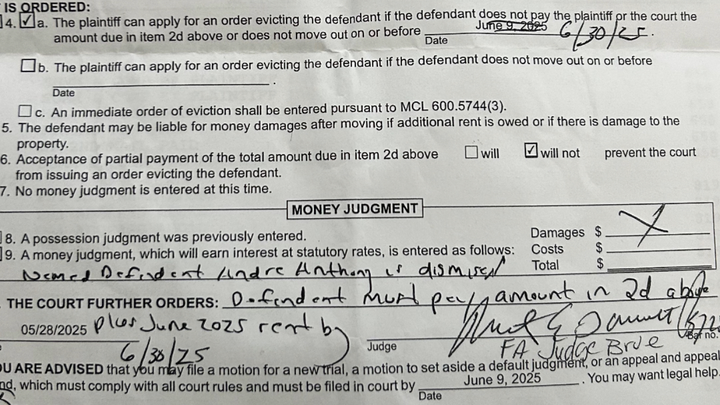 IS ORDERED:
4. ☑ a. The plaintiff can apply for an order evicting the defendant if the defendant does not pay the plaintiff or the court the
amount due in item 2d above or does not move out on or before June 9, 2025 6/30/25.
Date
☐ b. The plaintiff can apply for an order evicting the defendant if the defendant does not move out on or before
.
Date
☐ c. An immediate order of eviction shall be entered pursuant to MCL 600.5744(3).
5. The defendant may be liable for money damages after moving if additional rent is owed or if there is damage to the
property.
6. Acceptance of partial payment of the total amount due in item 2d above ☐ will ☑ will not prevent the court
from issuing an order evicting the defendant.
7. No money judgment is entered at this time.
MONEY JUDGMENT
8. A possession judgment was previously entered. Damages $
9. A money judgment, which will earn interest at statutory rates, is entered as follows: Costs $
Total $
Named Defendent Andre Anthony is dismissed
THE COURT FURTHER ORDERS: Defendent must pay amount in 2d above
05/28/2025 plus June 2025 rent by
6/30/25
Judge FA Judge Brue Bar no.
OU ARE ADVISED that you may file a motion for a new trial, a motion to set aside a default judgment, or an appeal and appeal
nd, which must comply with all court rules and must be filed in court by June 9, 2025 . You may want legal help.
Date